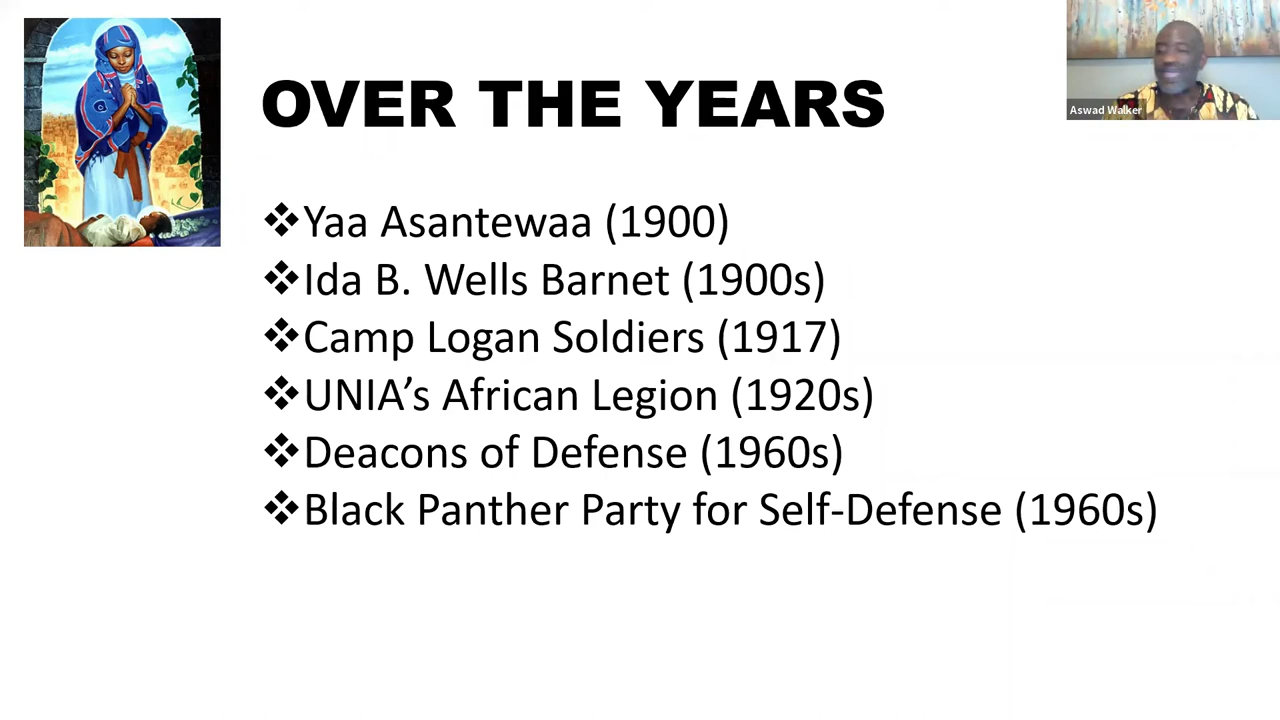 OVER THE YEARS
Aswad Walker
❖Yaa Asantewaa (1900)
❖Ida B. Wells Barnet (1900s)
❖Camp Logan Soldiers (1917)
❖UNIA’s African Legion (1920s)
❖Deacons of Defense (1960s)
❖Black Panther Party for Self-Defense (1960s)